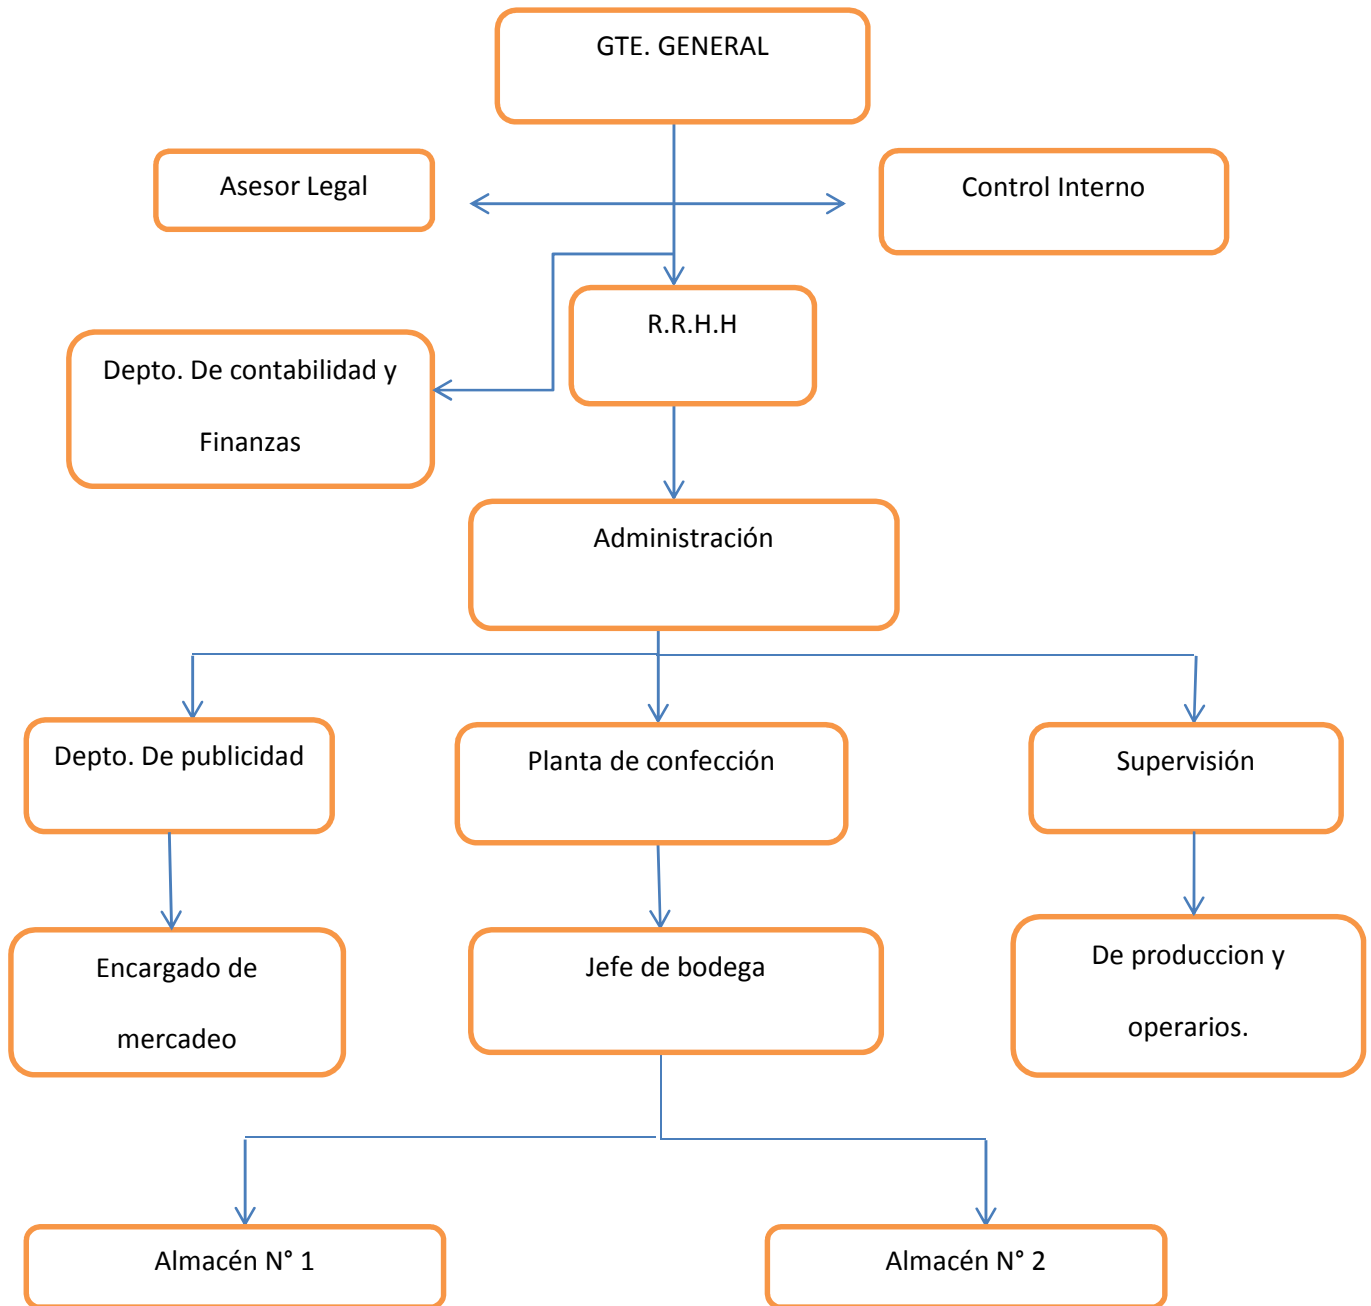 GTE. GENERAL
Asesor Legal
Control Interno
R.R.H.H
Depto. De contabilidad y
Finanzas
Administración
Depto. De publicidad
Planta de confección
Supervisión
Encargado de
mercadeo
Jefe de bodega
De produccion y
operarios.
Almacén N° 1
Almacén N° 2